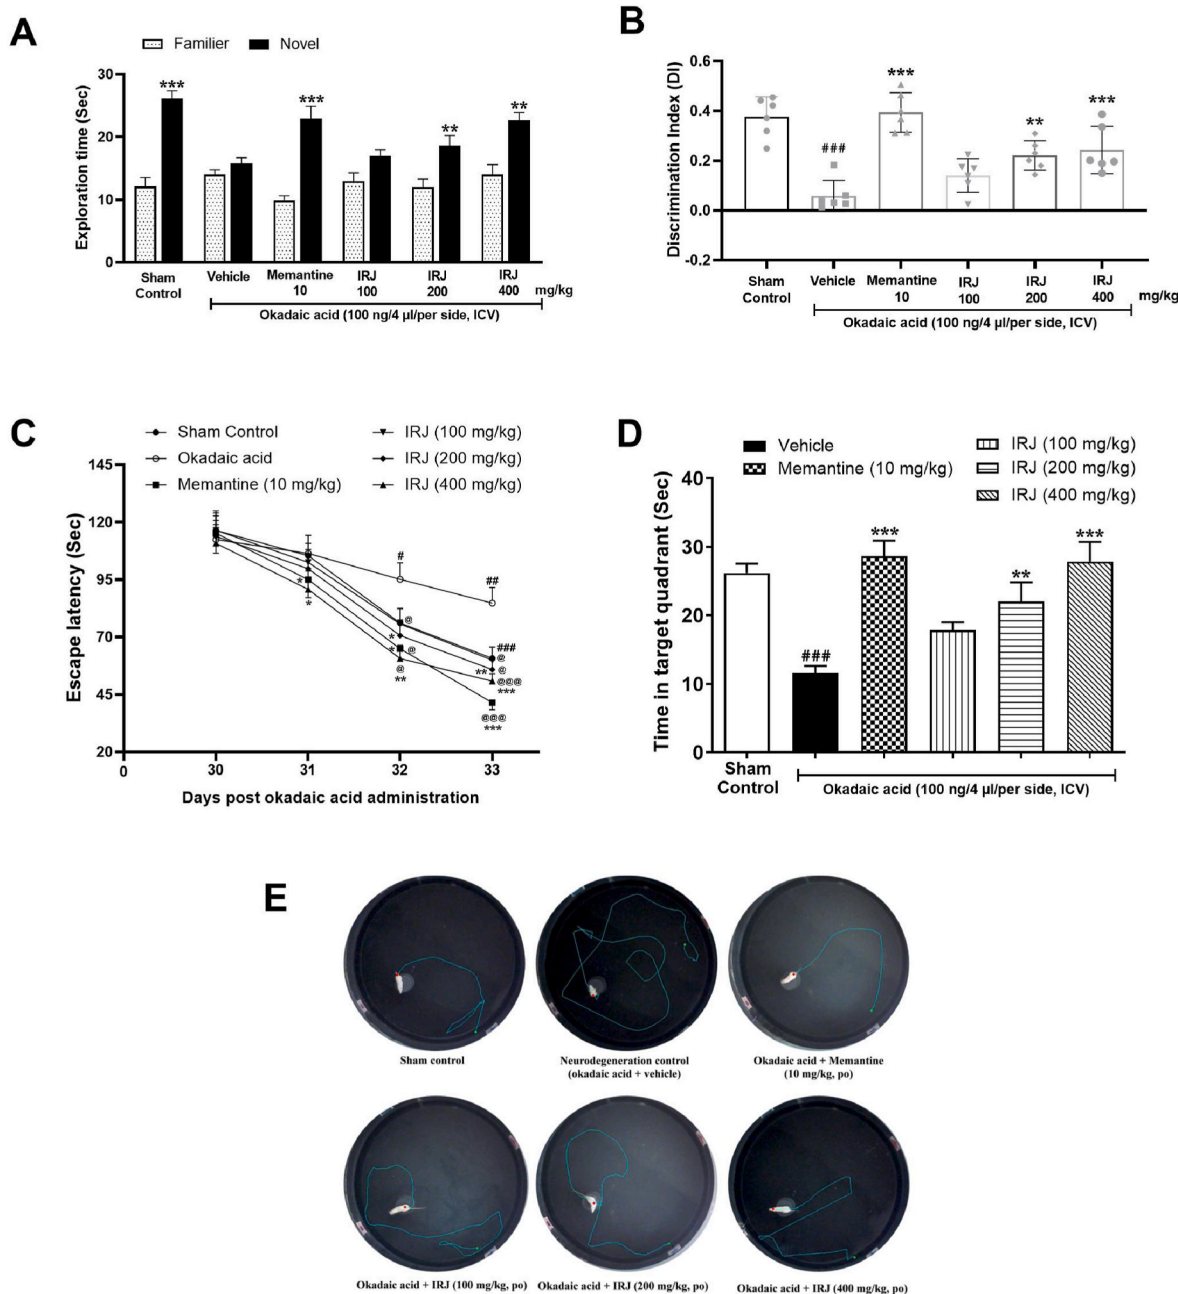 A
Familier
Novel
Exploration time (Sec)
30
20
10
0
***
***
**
**
Sham
Control
Vehicle
Memantine
10
IRJ
100
IRJ
200
IRJ
400
mg/kg
Okadaic acid (100 ng/4 µl/per side, ICV)
B
Discrimination Index (DI)
0.6
0.4
0.2
0.0
-0.2
###
***
**
***
Sham
Control
Vehicle
Memantine
10
IRJ
100
IRJ
200
IRJ
400
mg/kg
Okadaic acid (100 ng/4 µl/per side, ICV)
C
Sham Control
Okadaic acid
Memantine (10 mg/kg)
IRJ (100 mg/kg)
IRJ (200 mg/kg)
IRJ (400 mg/kg)
Escape latency (Sec)
145
120
95
70
45
20
*
*
#
@
*
* @
@
**
##
###
@
** @
@@@
***
@@@
***
0
30
31
32
33
Days post okadaic acid administration
D
Vehicle
Memantine (10 mg/kg)
IRJ (100 mg/kg)
IRJ (200 mg/kg)
IRJ (400 mg/kg)
Time in target quadrant (Sec)
40
30
20
10
0
###
***
**
***
Sham
Control
Okadaic acid (100 ng/4 µl/per side, ICV)
E
Sham control
Neurodegeneration control
(okadaic acid + vehicle)
Okadaic acid + Memantine
(10 mg/kg, po)
Okadaic acid + IRJ (100 mg/kg, po)
Okadaic acid + IRJ (200 mg/kg, po)
Okadaic acid + IRJ (400 mg/kg, po)